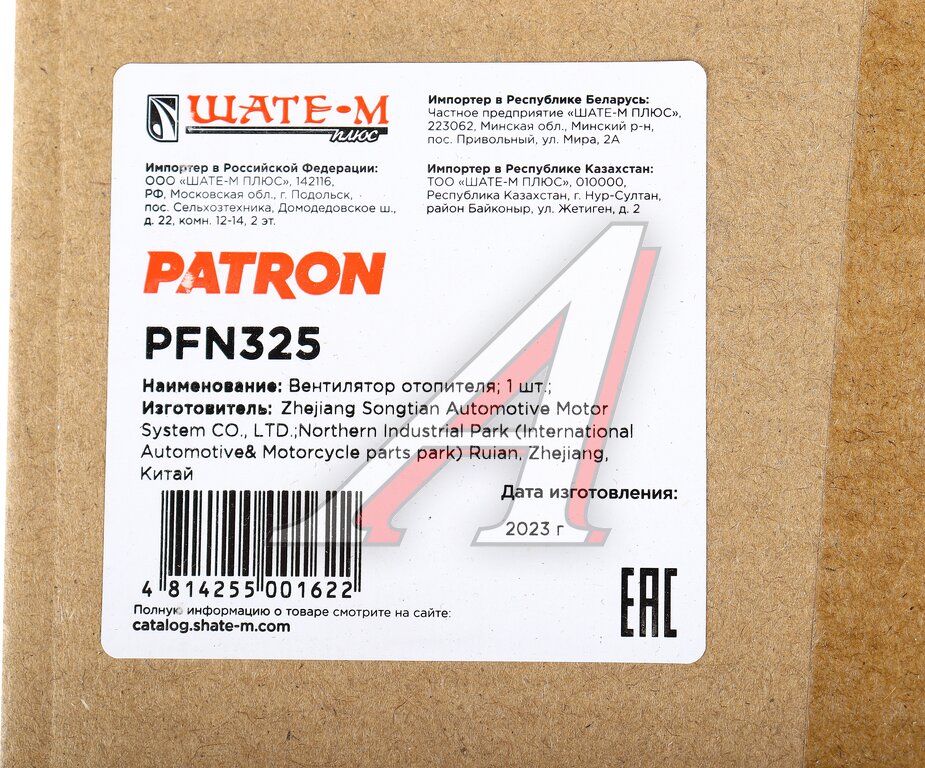 ШАТЕ-М
плюс
Импортер в Российской Федерации:
ООО «ШАТЕ-М ПЛЮС», 142116,
РФ, Московская обл., г. Подольск,
пос. Сельхозтехника, Домодедовское ш.,
д. 22, комн. 12-14, 2 эт.
Импортер в Республике Беларусь:
Частное предприятие «ШАТЕ-М ПЛЮС»,
223062, Минская обл., Минский р-н,
пос. Привольный, ул. Мира, 2А
Импортер в Республике Казахстан:
ТОО «ШАТЕ-М ПЛЮС», 010000,
Республика Казахстан, г. Нур-Султан,
район Байконыр, ул. Жетиген, д. 2
PATRON
PFN325
Наименование: Вентилятор отопителя; 1 шт.;
Изготовитель: Zhejiang Songtian Automotive Motor
System CO., LTD.;Northern Industrial Park (International
Automotive& Motorcycle parts park) Ruian, Zhejiang,
Китай
Дата изготовления:
2023 г
4 814255 001622
Полную информацию о товаре смотрите на сайте:
catalog.shate-m.com
EAC